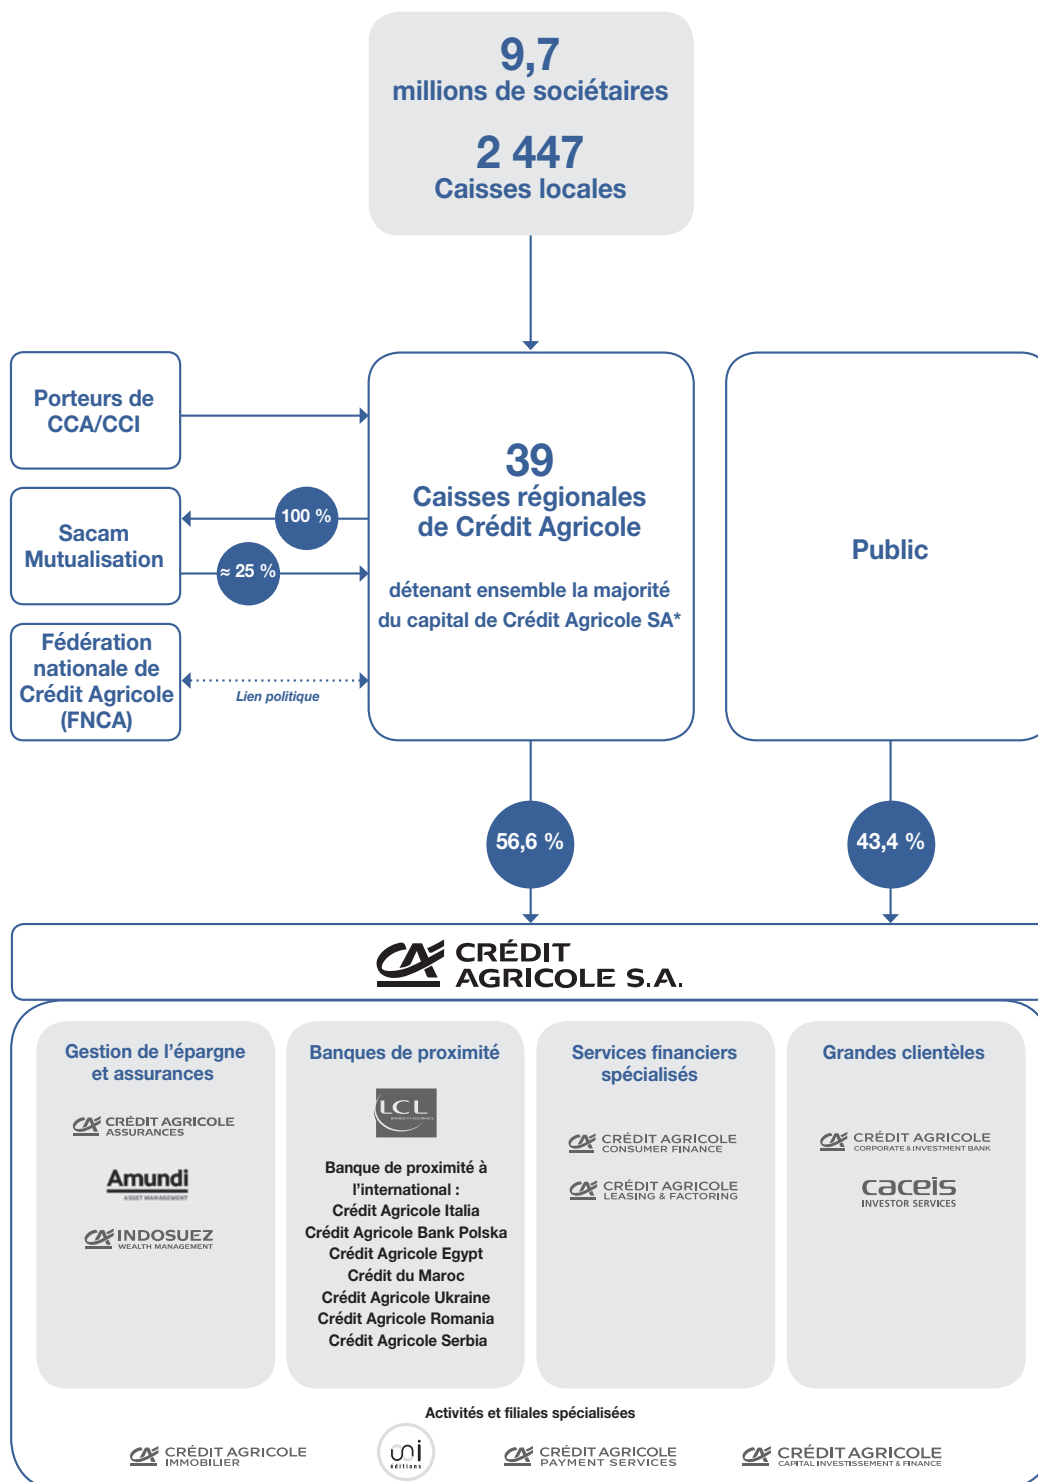 9,7
millions de sociétaires
2 447
Caisses locales
Porteurs de
CCA/CCI
Sacam
Mutualisation
100 %
≈ 25 %
Fédération
nationale de
Crédit Agricole
(FNCA)
Lien politique
39
Caisses régionales
de Crédit Agricole
détenant ensemble la majorité
du capital de Crédit Agricole SA*
Public
56,6 %
43,4 %
CRÉDIT
AGRICOLE S.A.
Gestion de l’épargne
et assurances
CRÉDIT AGRICOLE
ASSURANCES
Amundi
ASSET MANAGEMENT
INDOSUEZ
WEALTH MANAGEMENT
Banques de proximité
LCL
BANQUE ET ASSURANCE
Banque de proximité à
l’international :
Crédit Agricole Italia
Crédit Agricole Bank Polska
Crédit Agricole Egypt
Crédit du Maroc
Crédit Agricole Ukraine
Crédit Agricole Romania
Crédit Agricole Serbia
Services financiers
spécialisés
CRÉDIT AGRICOLE
CONSUMER FINANCE
CRÉDIT AGRICOLE
LEASING & FACTORING
Grandes clientèles
CRÉDIT AGRICOLE
CORPORATE & INVESTMENT BANK
caceis
INVESTOR SERVICES
Activités et filiales spécialisées
CRÉDIT AGRICOLE
IMMOBILIER
uni
éditions
CRÉDIT AGRICOLE
PAYMENT SERVICES
CRÉDIT AGRICOLE
CAPITAL INVESTISSEMENT & FINANCE